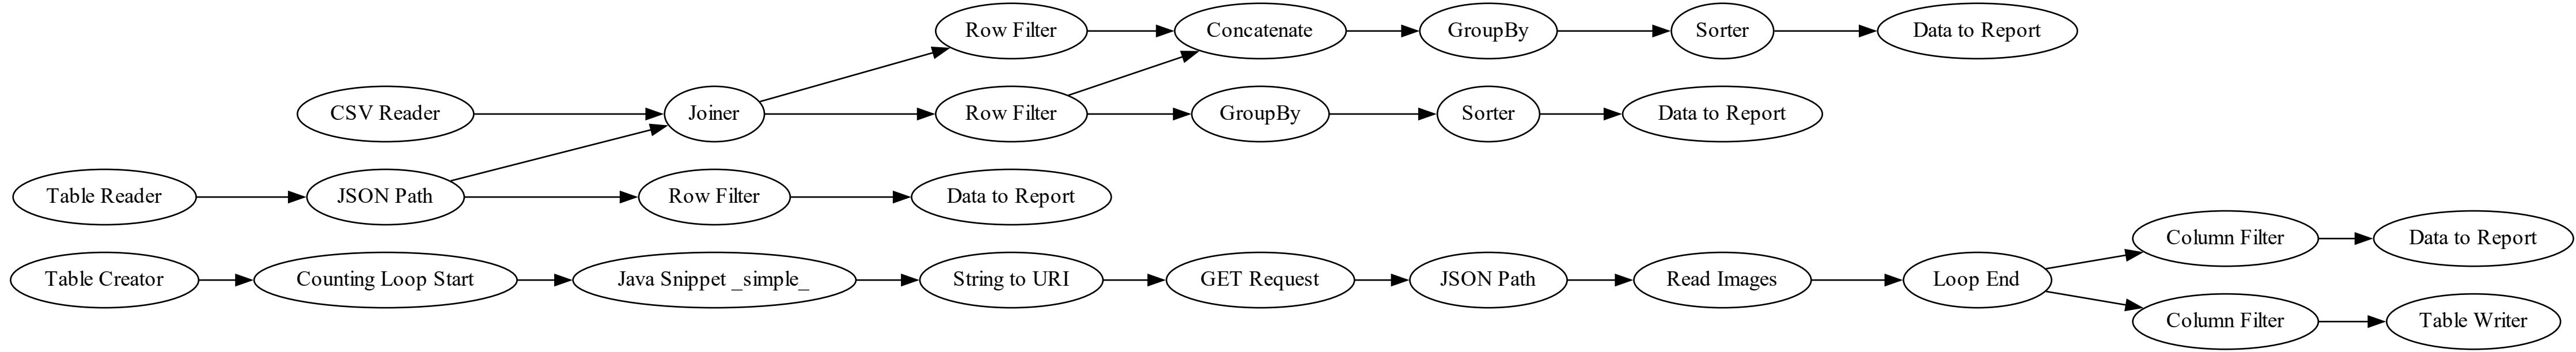 Row Filter
Concatenate
GroupBy
Sorter
Data to Report
CSV Reader
Joiner
Row Filter
GroupBy
Sorter
Data to Report
Table Reader
JSON Path
Row Filter
Data to Report
Column Filter
Data to Report
Table Creator
Counting Loop Start
Java Snippet _simple_
String to URI
GET Request
JSON Path
Read Images
Loop End
Column Filter
Table Writer